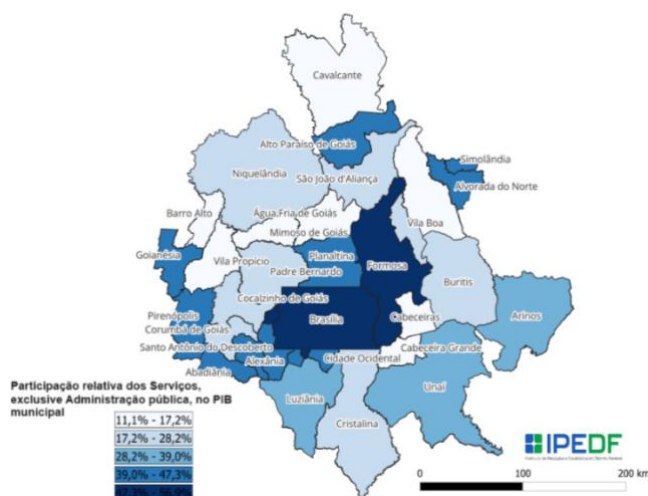 Cavalcante
Alto Paraíso de Goiás
Simolândia
Niquelândia
São João d'Aliança
Alvorada do Norte
Barro Alto
Água Fria de Goiás
Vila Boa
Mimoso de Goiás
Goianésia
Planaltina
Vila Propício
Formosa
Padre Bernardo
Buritis
Cocalzinho de Goiás
Pirenópolis
Brasília
Cabeceiras
Arinos
Corumbá de Goiás
Santo Antônio do Descoberto
Cidade Ocidental
Cabeceira Grande
Alexânia
Abadiânia
Unaí
Luziânia
Cristalina
Participação relativa dos Serviços,
exclusive Administração pública, no PIB
municipal
11,1% - 17,2%
17,2% - 28,2%
28,2% - 39,0%
39,0% - 47,3%
IPEDF
0 100 200 km